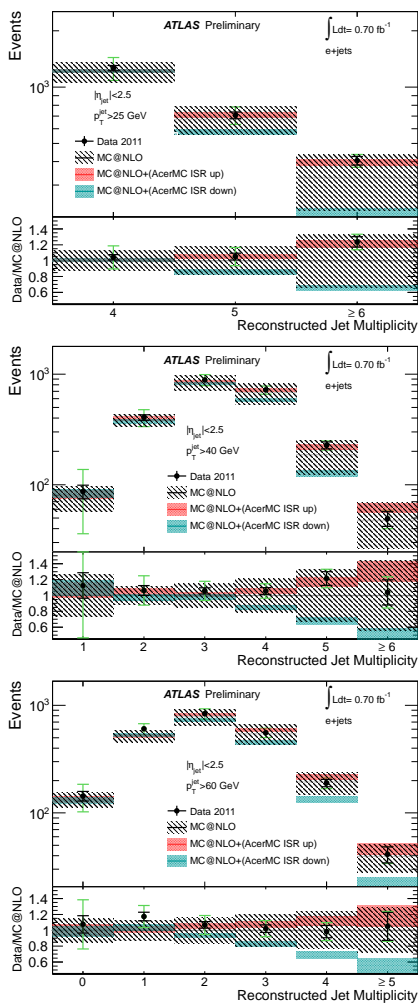 Events
ATLAS Preliminary
∫Ldt= 0.70 fb⁻¹
e+jets
|η_jet|<2.5
p_T^jet>25 GeV
10³
Data 2011
MC@NLO
MC@NLO+(AcerMC ISR up)
MC@NLO+(AcerMC ISR down)
Data/MC@NLO
1.4
1.2
1
0.8
0.6
4 5 ≥ 6
Reconstructed Jet Multiplicity
Events
ATLAS Preliminary
∫Ldt= 0.70 fb⁻¹
e+jets
10³
|η_jet|<2.5
p_T^jet>40 GeV
Data 2011
MC@NLO
MC@NLO+(AcerMC ISR up)
MC@NLO+(AcerMC ISR down)
10²
Data/MC@NLO
1.4
1.2
1
0.8
0.6
1 2 3 4 5 ≥ 6
Reconstructed Jet Multiplicity
Events
ATLAS Preliminary
∫Ldt= 0.70 fb⁻¹
e+jets
10³
|η_jet|<2.5
p_T^jet>60 GeV
10²
Data 2011
MC@NLO
MC@NLO+(AcerMC ISR up)
MC@NLO+(AcerMC ISR down)
Data/MC@NLO
1.4
1.2
1
0.8
0.6
0 1 2 3 4 ≥ 5
Reconstructed Jet Multiplicity